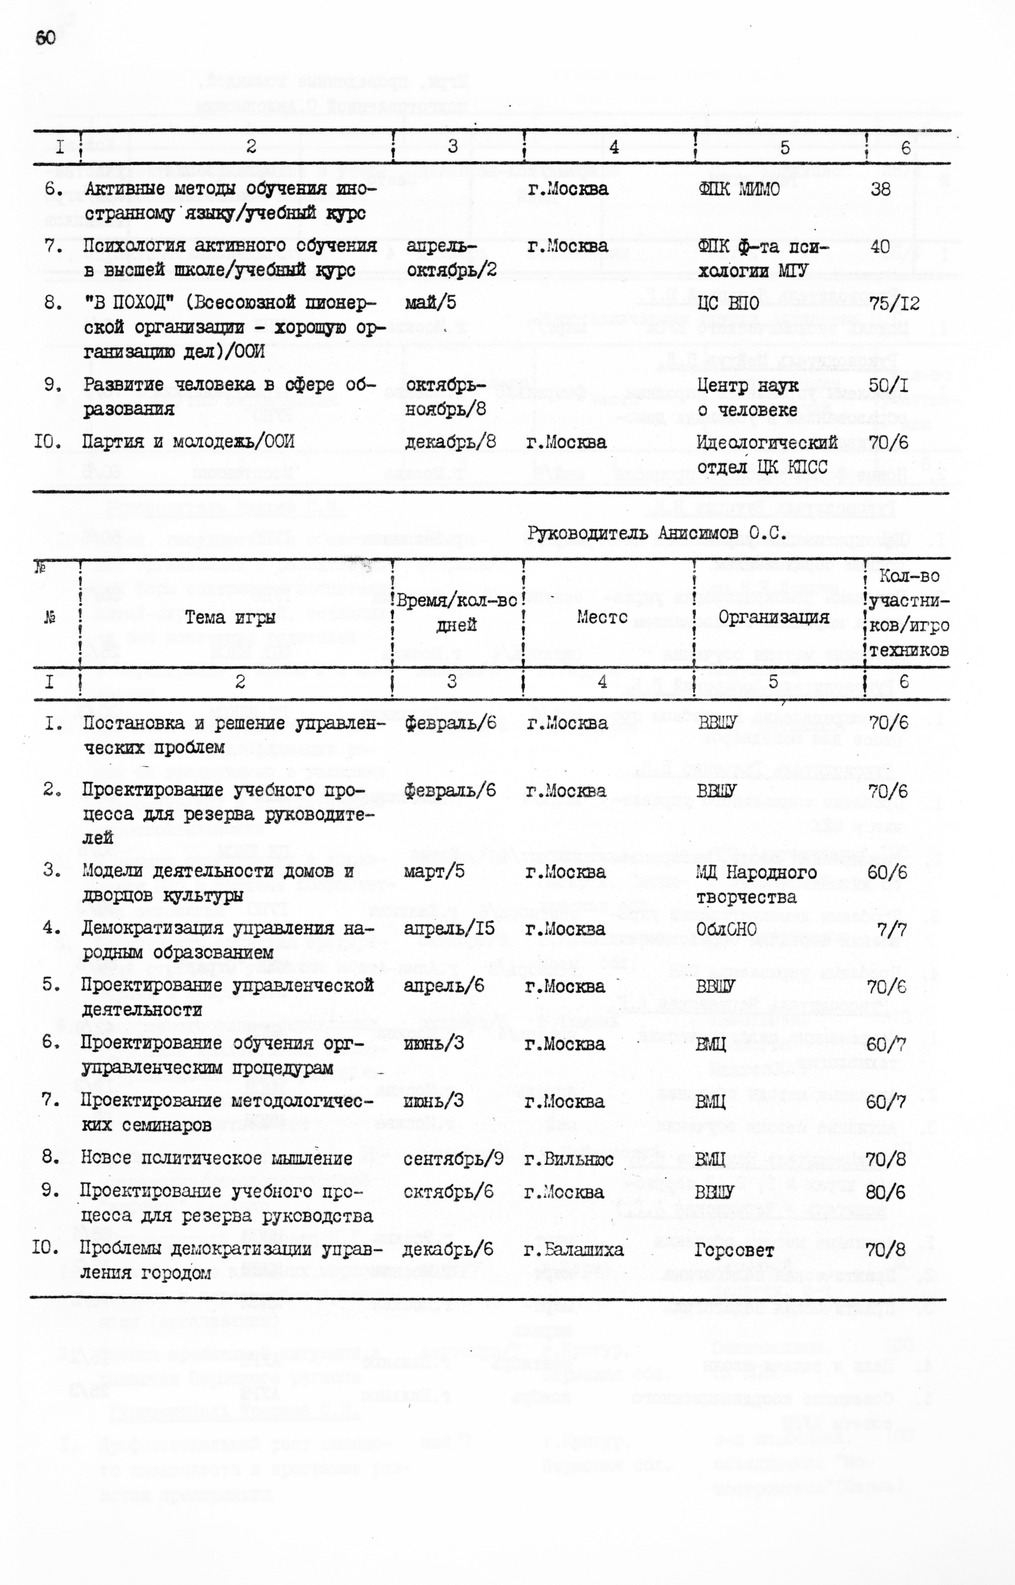 60
I 2 3 4 5 6
6. Активные методы обучения ино- г.Москва ФПК МИМО 38
странному языку/учебный курс
7. Психология активного обучения апрель- г.Москва ФПК ф-та пси- 40
в высшей школе/учебный курс октябрь/2 хологии МГУ
8. "В ПОХОД" (Всесоюзной пионер- май/5 ЦС ВПО 75/12
ской организации - хорошую ор-
ганизацию дел)/ООИ
9. Развитие человека в сфере об- октябрь- Центр наук 50/I
разования ноябрь/8 о человеке
IO. Партия и молодежь/ООИ декабрь/8 г.Москва Идеологический 70/6
отдел ЦК КПСС
Руководитель Анисимов О.С.
№ Кол-во
Время/кол-во участни-
№ Тема игры дней Место Организация ков/игро
техников
I 2 3 4 5 6
I. Постановка и решение управлен- февраль/6 г.Москва ВВШУ 70/6
ческих проблем
2. Проектирование учебного про- февраль/6 г.Москва ВВШУ 70/6
цесса для резерва руководите-
лей
3. Модели деятельности домов и март/5 г.Москва МД Народного 60/6
дворцов культуры творчества
4. Демократизация управления на- апрель/I5 г.Москва ОблОНО 7/7
родным образованием
5. Проектирование управленческой апрель/6 г.Москва ВВШУ 70/6
деятельности
6. Проектирование обучения орг- июнь/3 г.Москва ВМЦ 60/7
управленческим процедурам
7. Проектирование методологичес- июнь/3 г.Москва ВМЦ 60/7
ких семинаров
8. Новое политическое мышление сентябрь/9 г.Вильнюс ВМЦ 70/8
9. Проектирование учебного про- октябрь/6 г.Москва ВВШУ 80/6
цесса для резерва руководства
IO. Проблемы демократизации управ- декабрь/6 г.Балашиха Горсовет 70/8
ления городом